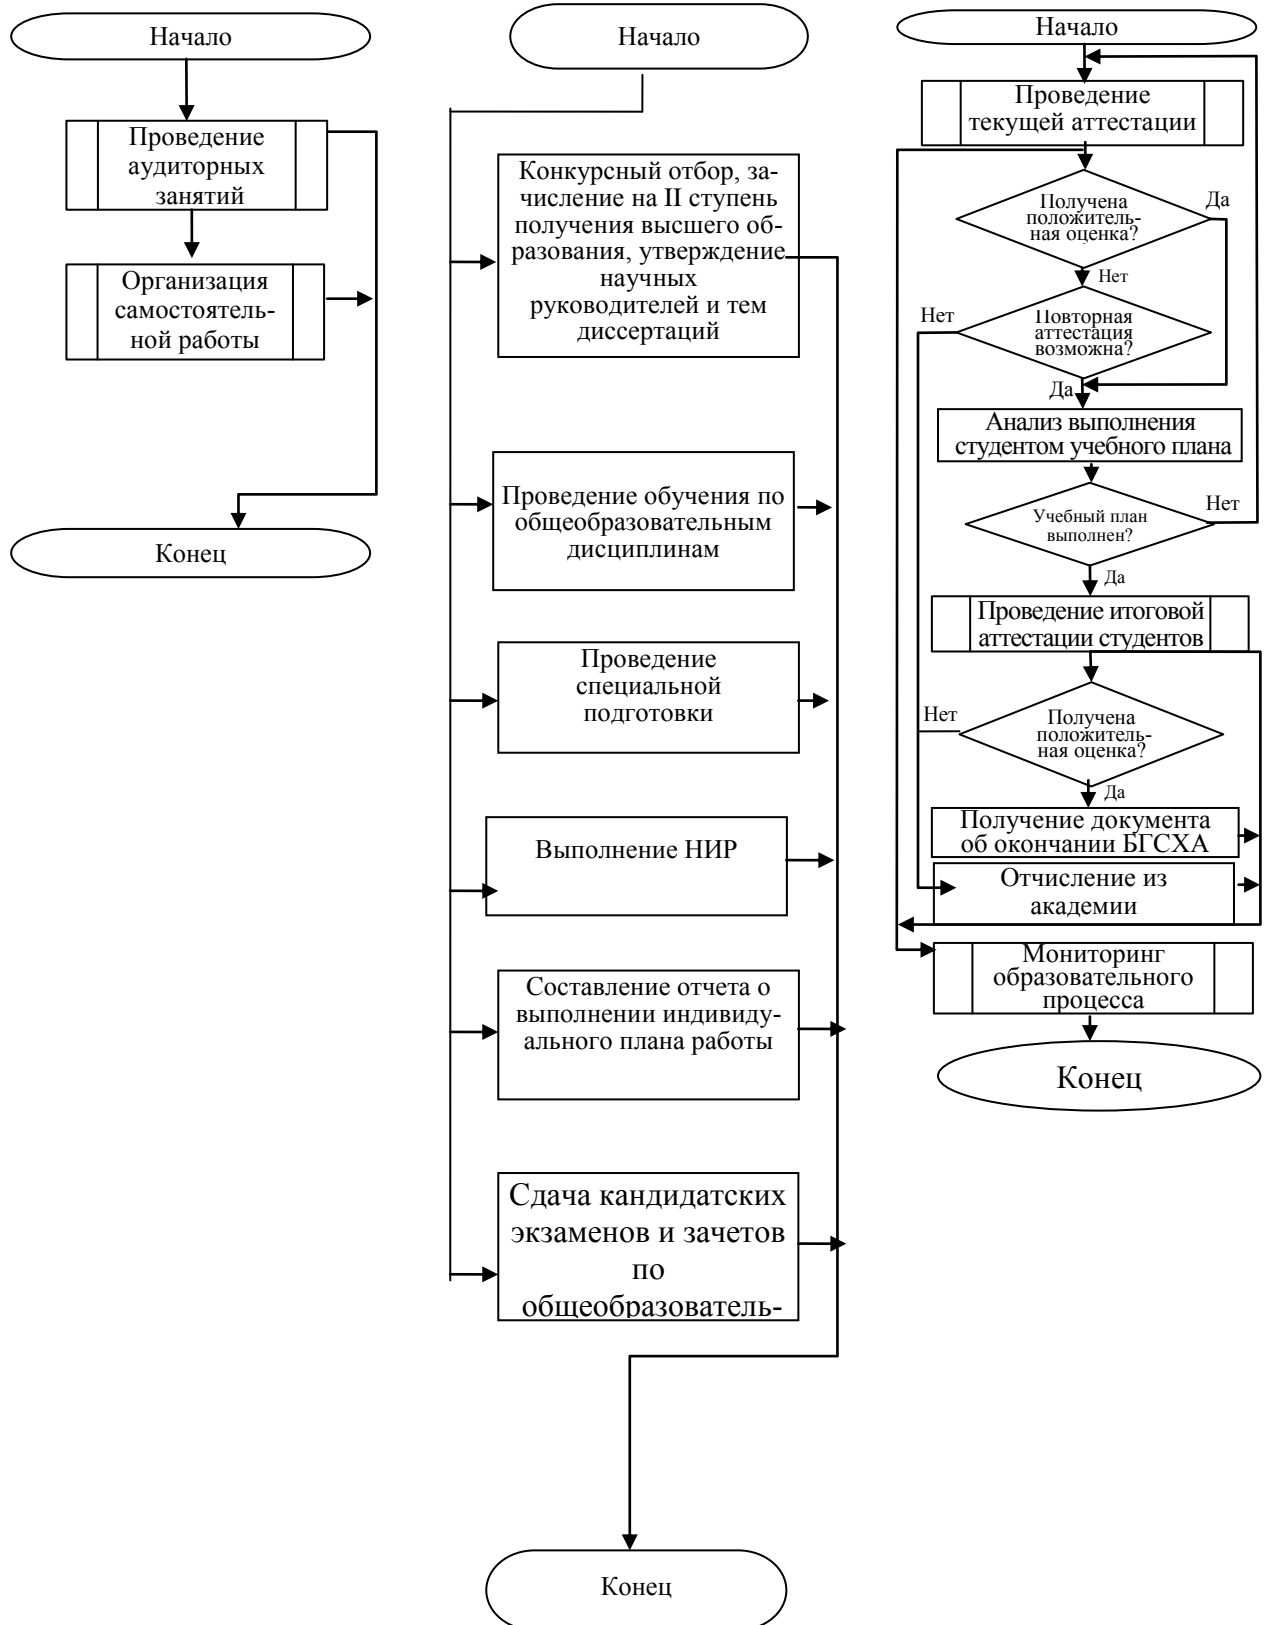 Начало
Проведение
аудиторных
занятий
Организация
самостоятель-
ной работы
Конец
Начало
Конкурсный отбор, за-
числение на II ступень
получения высшего об-
разования, утверждение
научных
руководителей и тем
диссертаций
Проведение обучения по
общеобразовательным
дисциплинам
Проведение
специальной
подготовки
Выполнение НИР
Составление отчета о
выполнении индивиду-
ального плана работы
Сдача кандидатских
экзаменов и зачетов
по
общеобразователь-
Конец
Начало
Проведение
текущей аттестации
Получена
положитель-
ная оценка?
Да
Нет
Повторная
аттестация
возможна?
Нет
Да
Анализ выполнения
студентом учебного плана
Учебный план
выполнен?
Нет
Да
Проведение итоговой
аттестации студентов
Получена
положитель-
ная оценка?
Нет
Да
Получение документа
об окончании БГСХА
Отчисление из
академии
Мониторинг
образовательного
процесса
Конец